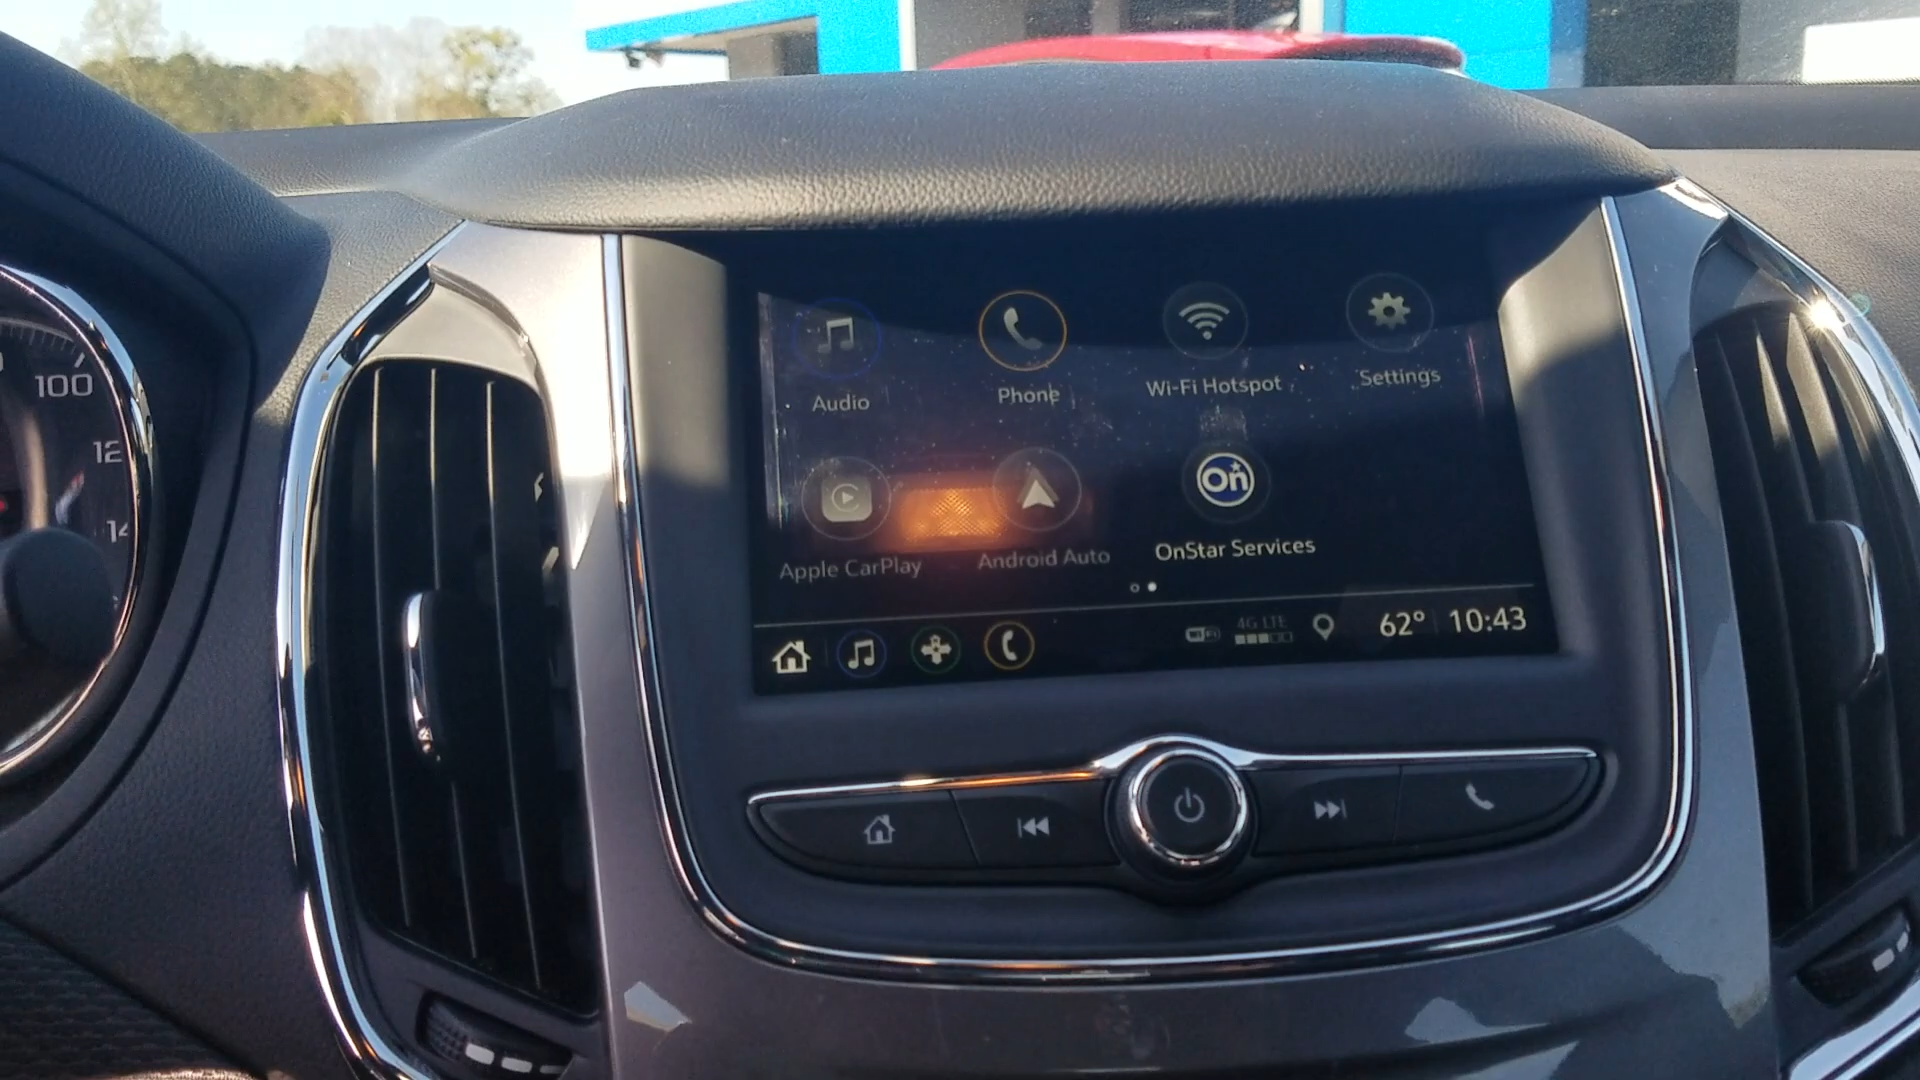 100
12
14
Audio
Phone
Wi-Fi Hotspot
Settings
Apple CarPlay
Android Auto
On
OnStar Services
WiFi
4G LTE
62° 10:43